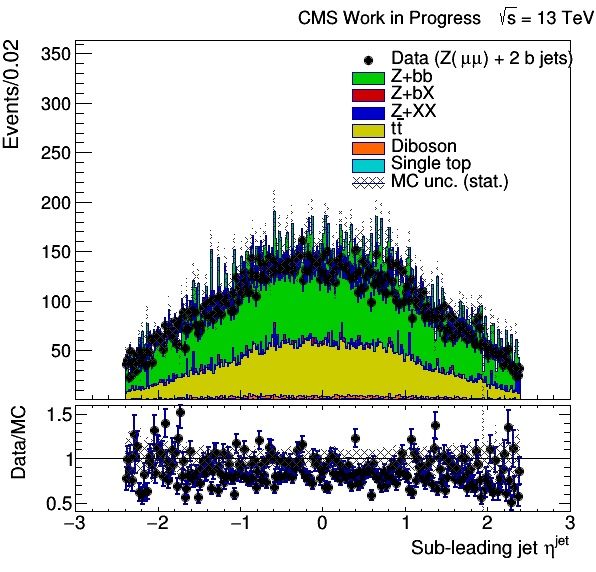 CMS Work in Progress √s = 13 TeV
Events/0.02
350
300
250
200
150
100
50
Data (Z(μμ) + 2 b jets)
Z+bb
Z+bX
Z+XX
tt̄
Diboson
Single top
MC unc. (stat.)
Data/MC
1.5
1
0.5
−3 −2 −1 0 1 2 3
Sub-leading jet η^jet